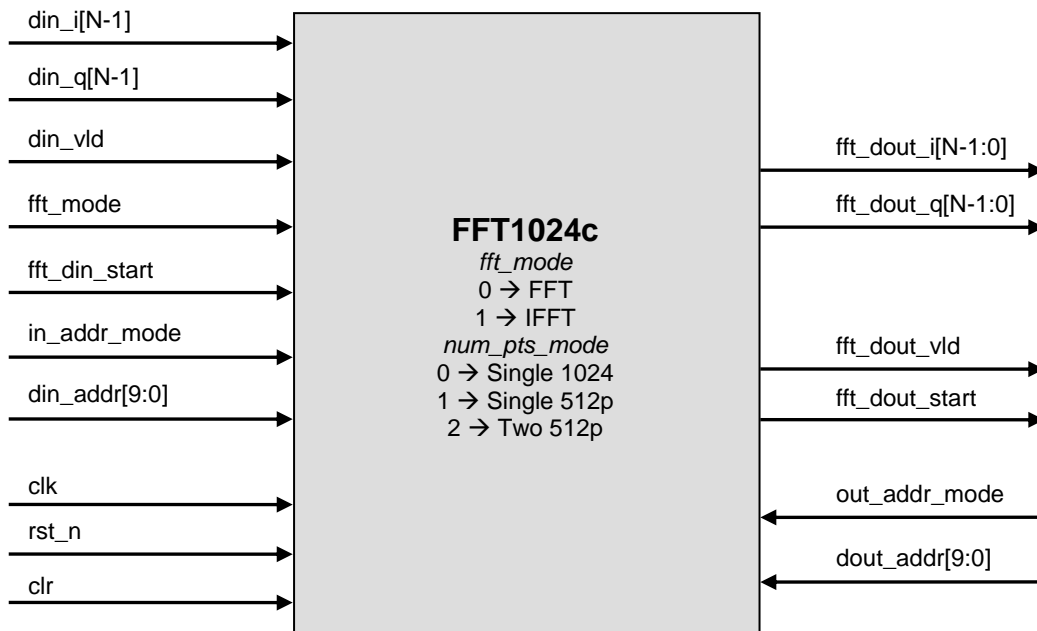 din_i[N-1]
din_q[N-1]
din_vld
fft_mode
fft_din_start
in_addr_mode
din_addr[9:0]
clk
rst_n
clr
FFT1024c
fft_mode
0 → FFT
1 → IFFT
num_pts_mode
0 → Single 1024
1 → Single 512p
2 → Two 512p
fft_dout_i[N-1:0]
fft_dout_q[N-1:0]
fft_dout_vld
fft_dout_start
out_addr_mode
dout_addr[9:0]